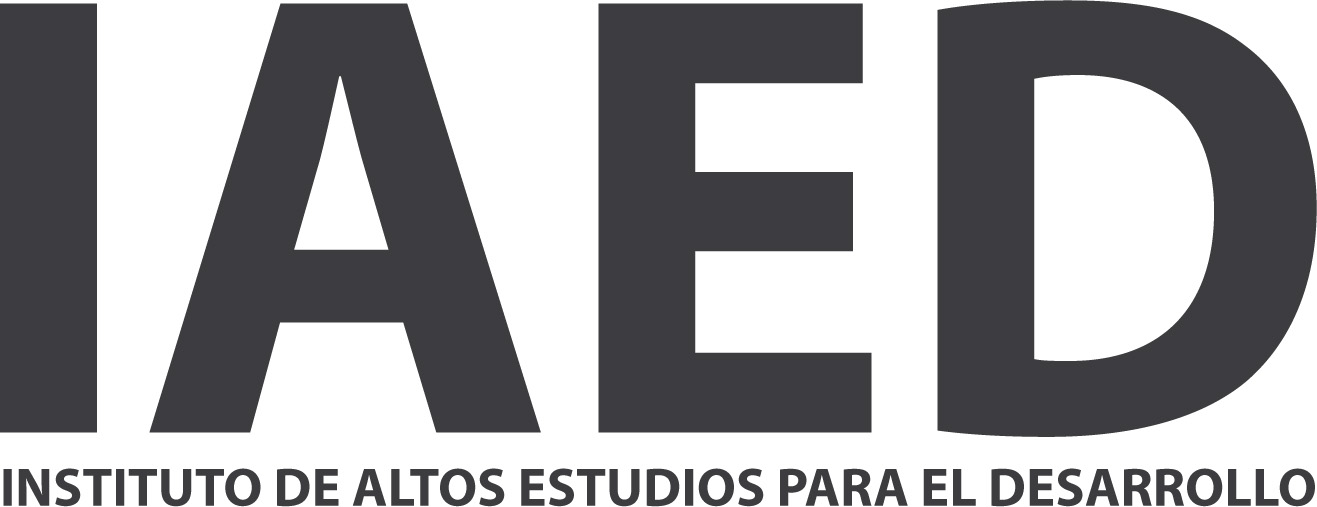 IAED
INSTITUTO DE ALTOS ESTUDIOS PARA EL DESARROLLO